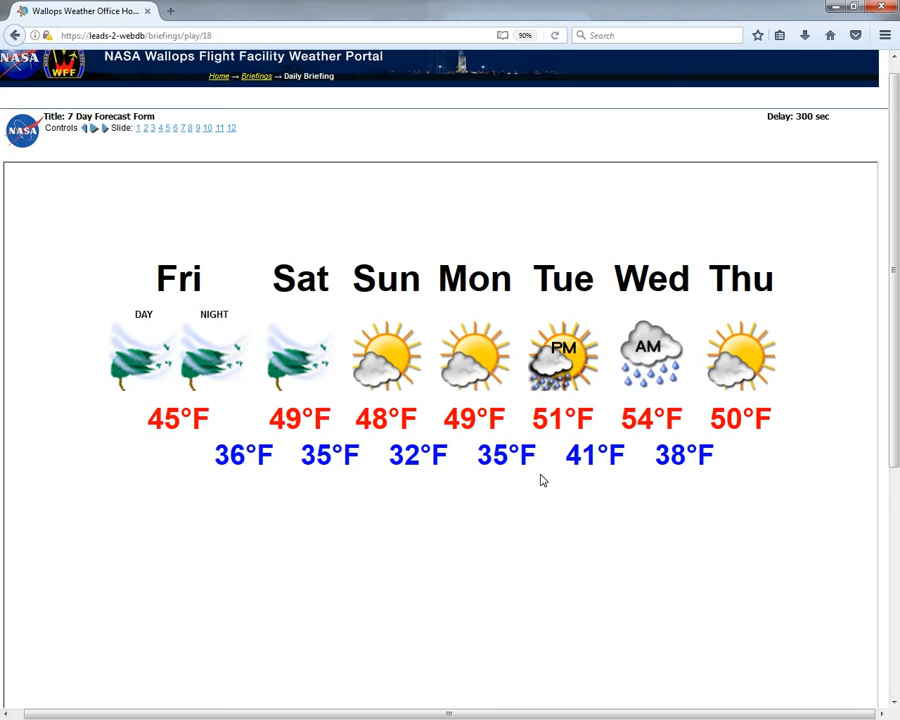 Wallops Weather Office Ho...
https://leads-2-webdb/briefings/play/18
90%
Search
NASA Wallops Flight Facility Weather Portal
NASA
WFF
Home → Briefings → Daily Briefing
Title: 7 Day Forecast Form
Delay: 300 sec
NASA
Controls Slide: 1 2 3 4 5 6 7 8 9 10 11 12
Fri Sat Sun Mon Tue Wed Thu
DAY NIGHT
PM AM
45°F 49°F 48°F 49°F 51°F 54°F 50°F
36°F 35°F 32°F 35°F 41°F 38°F